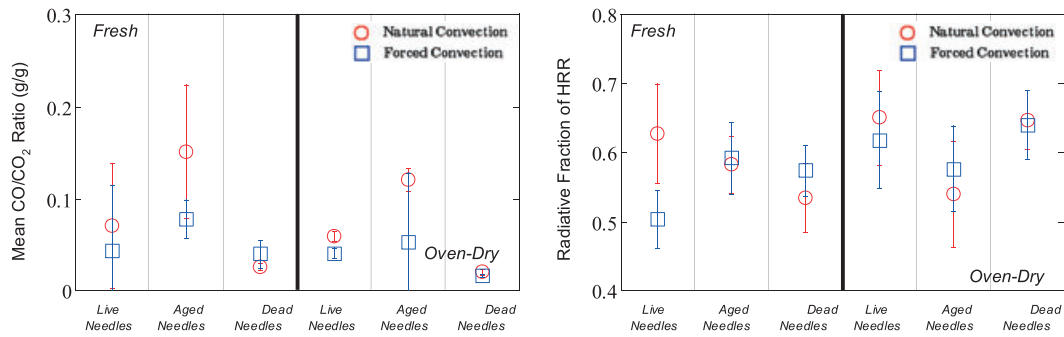 Mean CO/CO2 Ratio (g/g)
0.3
0.2
0.1
0
Fresh
Natural Convection
Forced Convection
Oven-Dry
Live Aged Dead Live Aged Dead
Needles Needles Needles Needles Needles Needles
Radiative Fraction of HRR
0.8
0.7
0.6
0.5
0.4
Fresh
Natural Convection
Forced Convection
Oven-Dry
Live Aged Dead Live Aged Dead
Needles Needles Needles Needles Needles Needles